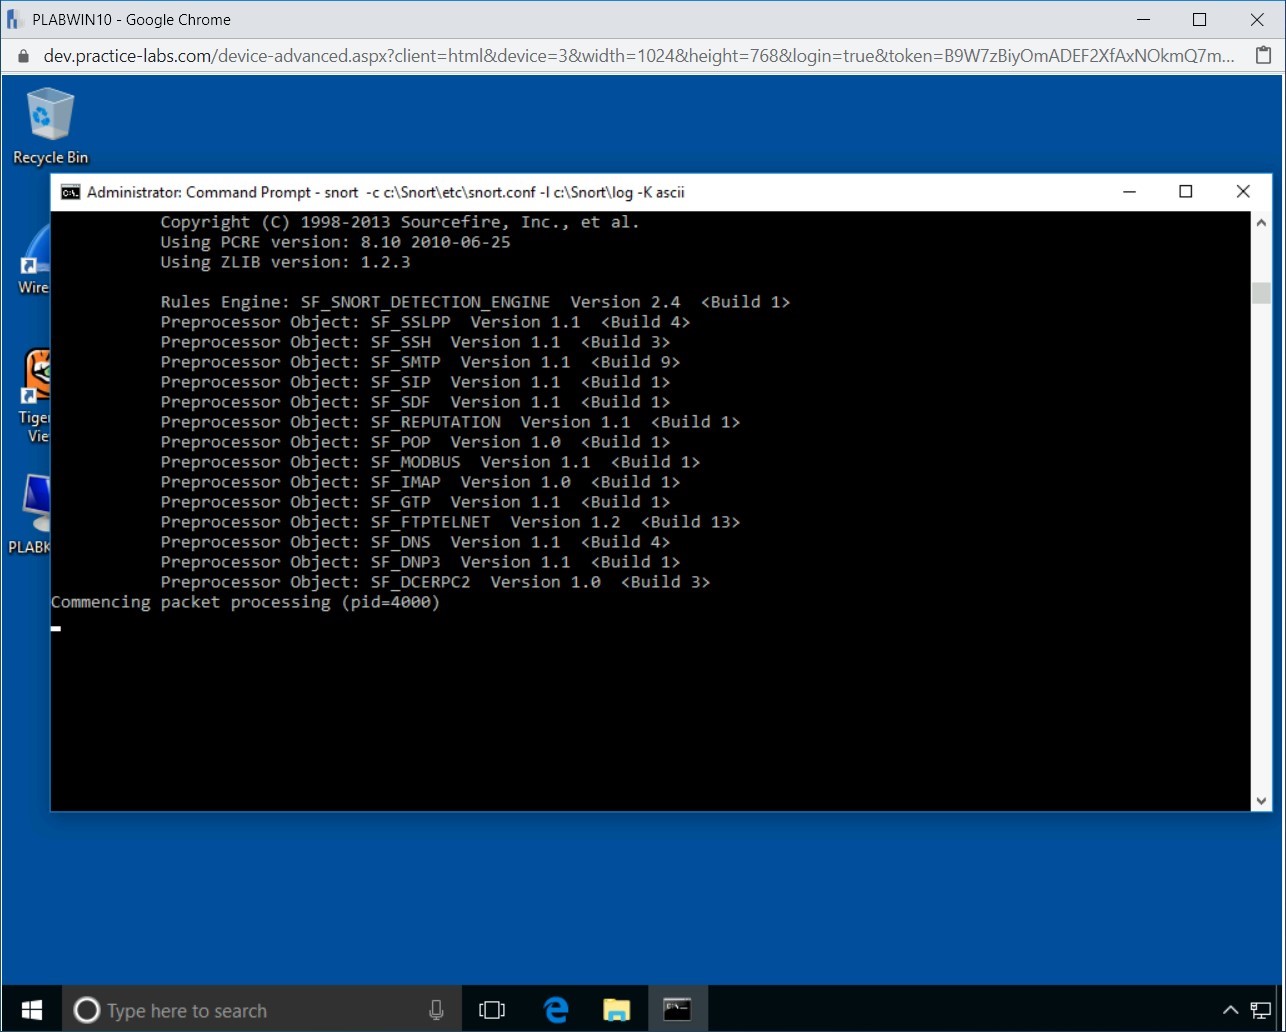 PLABWIN10 - Google Chrome
dev.practice-labs.com/device-advanced.aspx?client=html&device=3&width=1024&height=768&login=true&token=B9W7zBiyOmADEF2XfAxNOkmQ7m...
Recycle Bin
Administrator: Command Prompt - snort  -c c:\Snort\etc\snort.conf -l c:\Snort\log -K ascii
Copyright (C) 1998-2013 Sourcefire, Inc., et al.
Using PCRE version: 8.10 2010-06-25
Using ZLIB version: 1.2.3
Rules Engine: SF_SNORT_DETECTION_ENGINE  Version 2.4  <Build 1>
Preprocessor Object: SF_SSLPP  Version 1.1  <Build 4>
Preprocessor Object: SF_SSH  Version 1.1  <Build 3>
Preprocessor Object: SF_SMTP  Version 1.1  <Build 9>
Preprocessor Object: SF_SIP  Version 1.1  <Build 1>
Preprocessor Object: SF_SDF  Version 1.1  <Build 1>
Preprocessor Object: SF_REPUTATION  Version 1.1  <Build 1>
Preprocessor Object: SF_POP  Version 1.0  <Build 1>
Preprocessor Object: SF_MODBUS  Version 1.1  <Build 1>
Preprocessor Object: SF_IMAP  Version 1.0  <Build 1>
Preprocessor Object: SF_GTP  Version 1.1  <Build 1>
Preprocessor Object: SF_FTPTELNET  Version 1.2  <Build 13>
Preprocessor Object: SF_DNS  Version 1.1  <Build 4>
Preprocessor Object: SF_DNP3  Version 1.1  <Build 1>
Preprocessor Object: SF_DCERPC2  Version 1.0  <Build 3>
Commencing packet processing (pid=4000)
Wire
Tige
Vie
PLABK
Type here to search